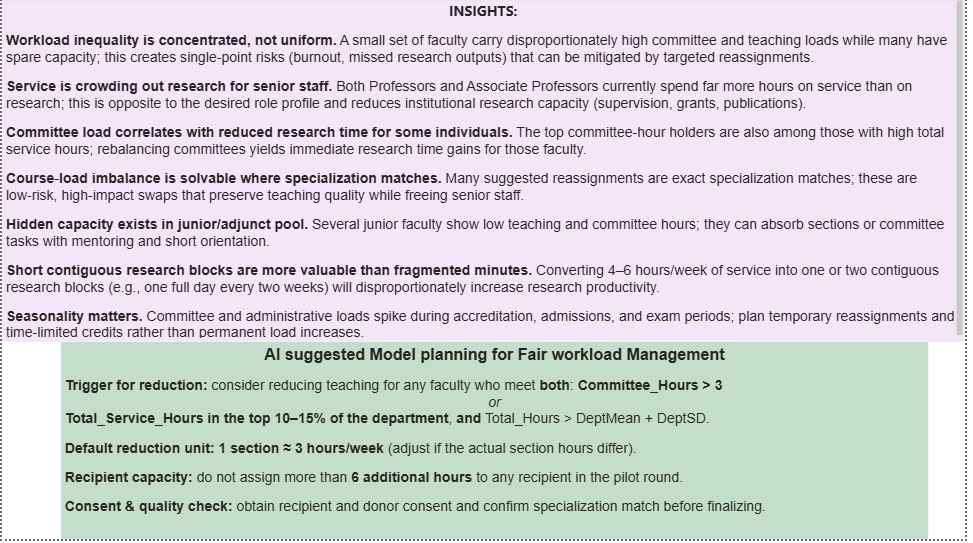 INSIGHTS:
Workload inequality is concentrated, not uniform. A small set of faculty carry disproportionately high committee and teaching loads while many have
spare capacity; this creates single-point risks (burnout, missed research outputs) that can be mitigated by targeted reassignments.
Service is crowding out research for senior staff. Both Professors and Associate Professors currently spend far more hours on service than on
research; this is opposite to the desired role profile and reduces institutional research capacity (supervision, grants, publications).
Committee load correlates with reduced research time for some individuals. The top committee-hour holders are also among those with high total
service hours; rebalancing committees yields immediate research time gains for those faculty.
Course-load imbalance is solvable where specialization matches. Many suggested reassignments are exact specialization matches; these are
low-risk, high-impact swaps that preserve teaching quality while freeing senior staff.
Hidden capacity exists in junior/adjunct pool. Several junior faculty show low teaching and committee hours; they can absorb sections or committee
tasks with mentoring and short orientation.
Short contiguous research blocks are more valuable than fragmented minutes. Converting 4–6 hours/week of service into one or two contiguous
research blocks (e.g., one full day every two weeks) will disproportionately increase research productivity.
Seasonality matters. Committee and administrative loads spike during accreditation, admissions, and exam periods; plan temporary reassignments and
time-limited credits rather than permanent load increases.
AI suggested Model planning for Fair workload Management
Trigger for reduction: consider reducing teaching for any faculty who meet both: Committee_Hours > 3
or
Total_Service_Hours in the top 10–15% of the department, and Total_Hours > DeptMean + DeptSD.
Default reduction unit: 1 section ≈ 3 hours/week (adjust if the actual section hours differ).
Recipient capacity: do not assign more than 6 additional hours to any recipient in the pilot round.
Consent & quality check: obtain recipient and donor consent and confirm specialization match before finalizing.